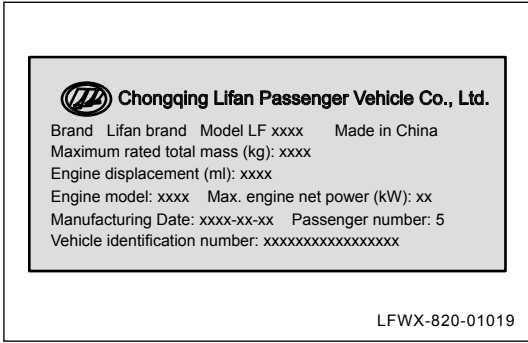 Chongqing Lifan Passenger Vehicle Co., Ltd.
Brand Lifan brand Model LF xxxx Made in China
Maximum rated total mass (kg): xxxx
Engine displacement (ml): xxxx
Engine model: xxxx Max. engine net power (kW): xx
Manufacturing Date: xxxx-xx-xx Passenger number: 5
Vehicle identification number: xxxxxxxxxxxxxxxxx
LFWX-820-01019